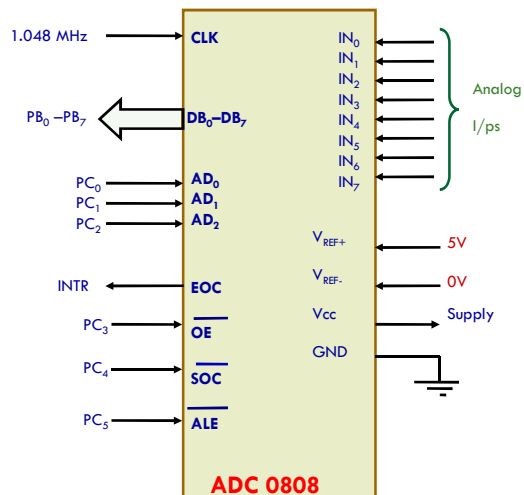 1.048 MHz CLK
PB0 –PB7 DB0–DB7
PC0 AD0
PC1 AD1
PC2 AD2
INTR EOC
PC3 OE
PC4 SOC
PC5 ALE
IN0
IN1
IN2
IN3
IN4
IN5
IN6
IN7
Analog
I/ps
VREF+ 5V
VREF- 0V
Vcc Supply
GND
ADC 0808